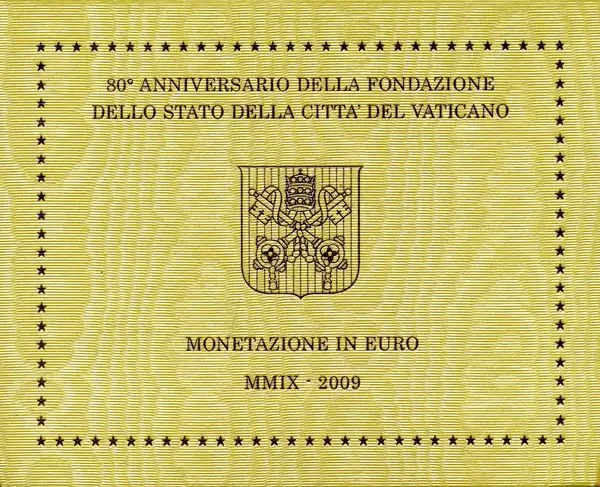 80° ANNIVERSARIO DELLA FONDAZIONE
DELLO STATO DELLA CITTA' DEL VATICANO
MONETAZIONE IN EURO
MMIX - 2009